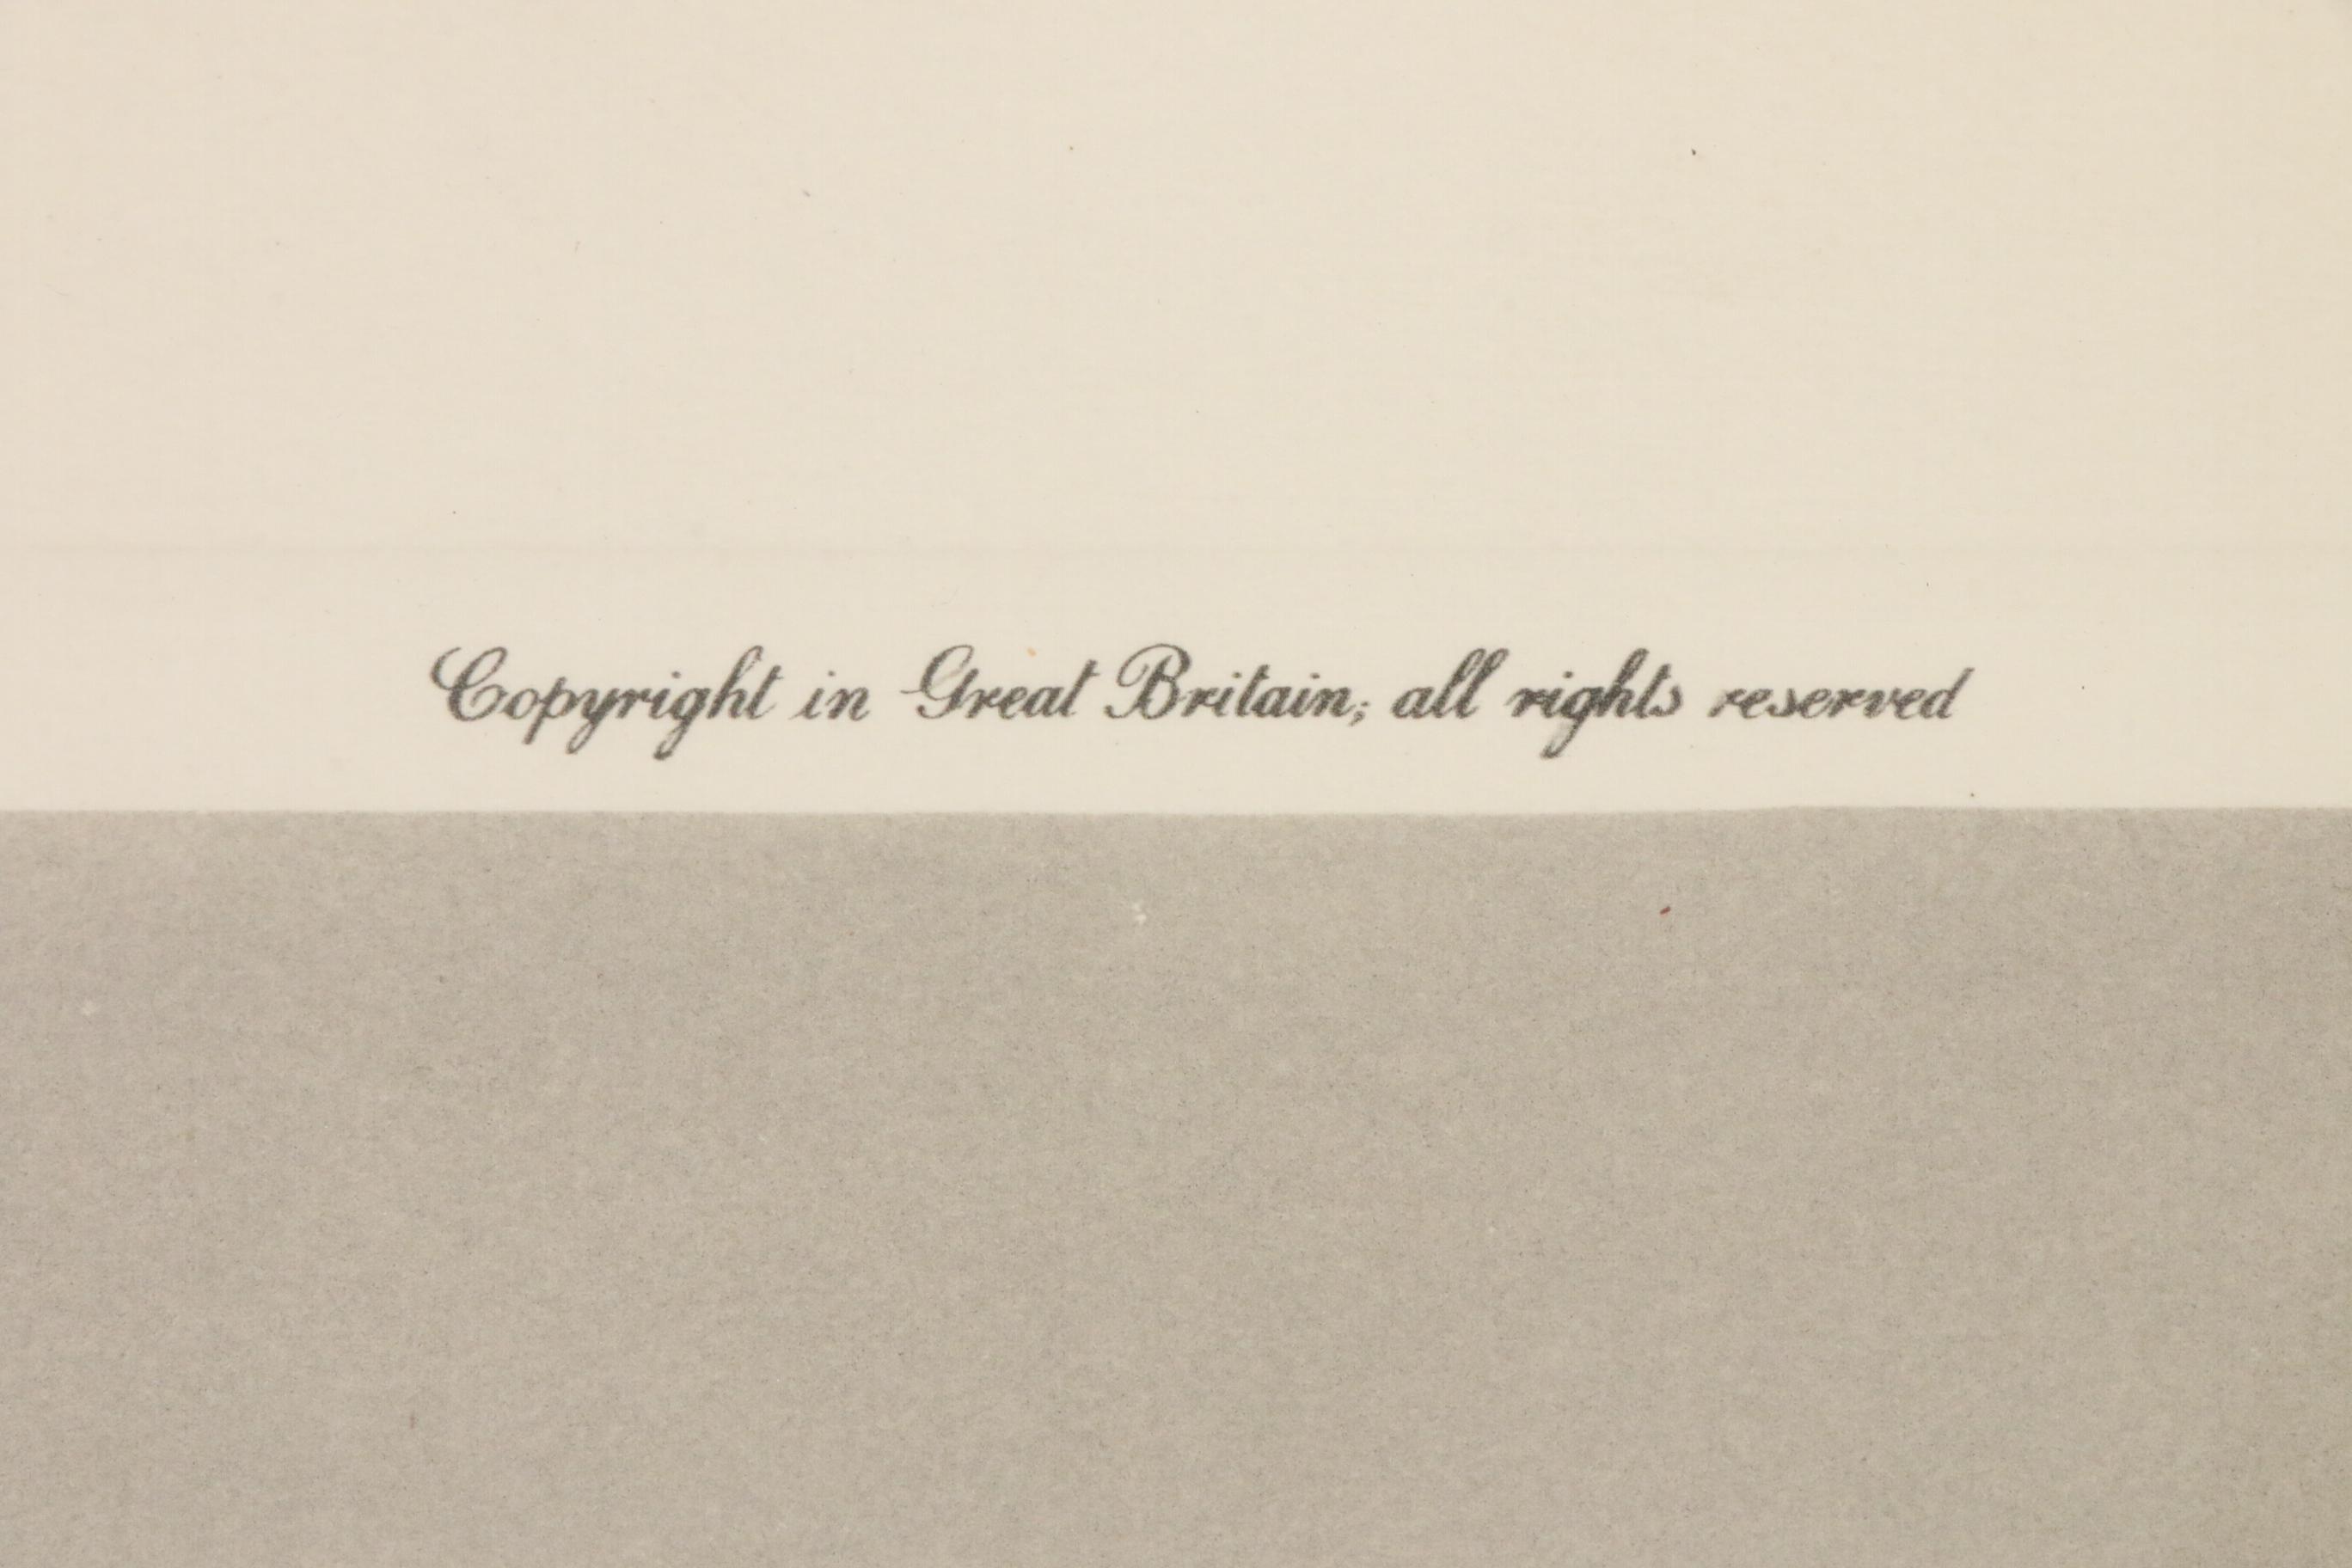 Copyright in Great Britain; all rights reserved